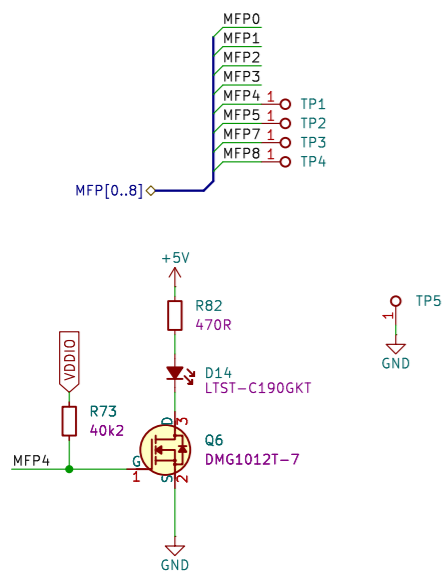 MFP0
MFP1
MFP2
MFP3
MFP4 1 TP1
MFP5 1 TP2
MFP7 1 TP3
MFP8 1 TP4
MFP[0..8]
+5V
R82
470R
TP5
1
GND
D14
LTST-C190GKT
VDDIO
R73
40k2
D
3
Q6
DMG1012T-7
MFP4
G
1
S
2
GND